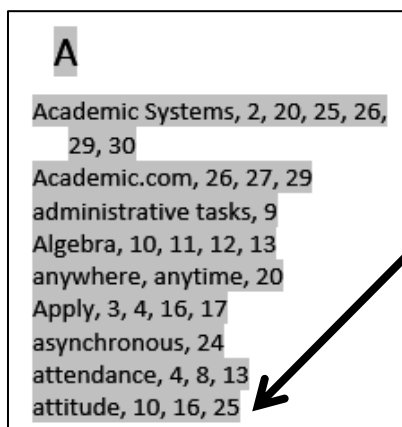 A
Academic Systems, 2, 20, 25, 26,
29, 30
Academic.com, 26, 27, 29
administrative tasks, 9
Algebra, 10, 11, 12, 13
anywhere, anytime, 20
Apply, 3, 4, 16, 17
asynchronous, 24
attendance, 4, 8, 13
attitude, 10, 16, 25